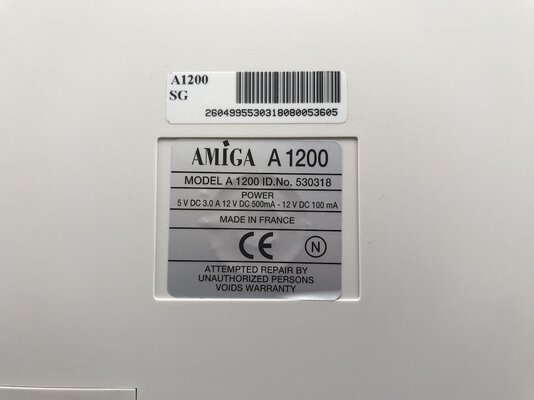 A1200
SG
2604995530318080053605
AMIGA A 1200
MODEL A 1200 ID.No. 530318
POWER
5 V DC 3.0 A 12 V DC 500mA - 12 V DC 100 mA
MADE IN FRANCE
CE N
ATTEMPTED REPAIR BY
UNAUTHORIZED PERSONS
VOIDS WARRANTY